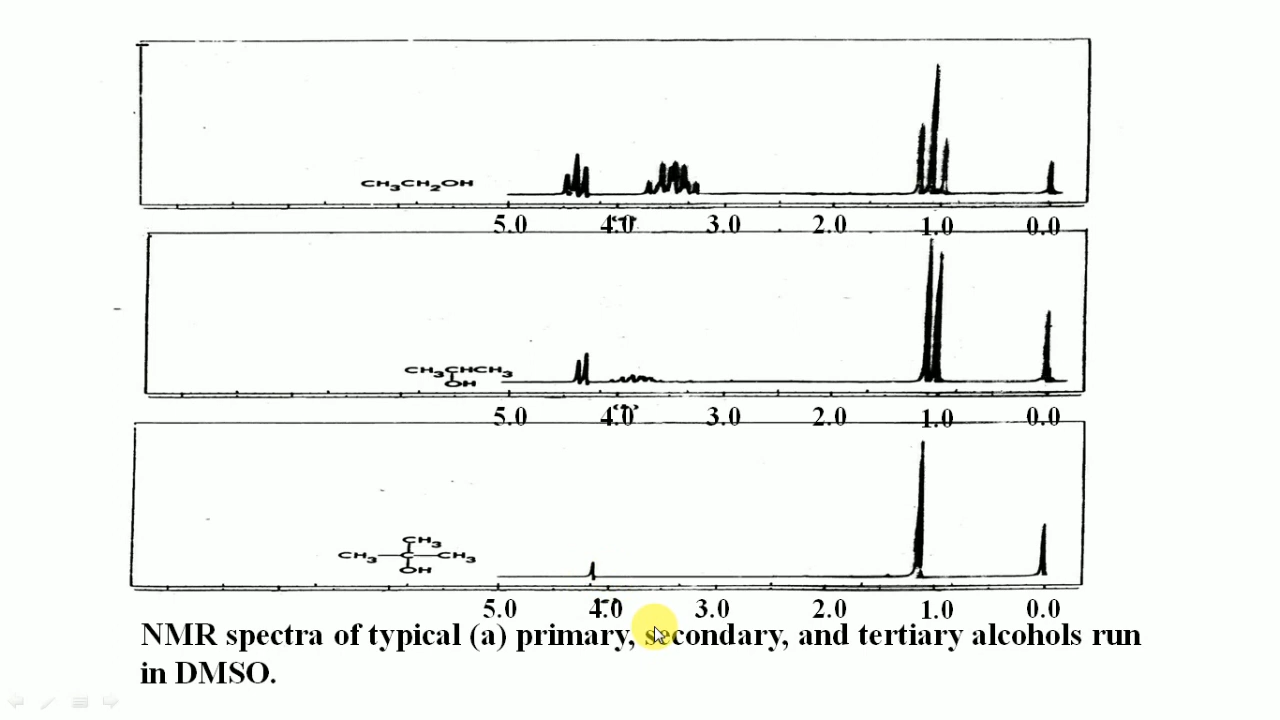 CH₃CH₂OH
5.0 4.0 3.0 2.0 1.0 0.0
CH₃CHCH₃
OH
5.0 4.0 3.0 2.0 1.0 0.0
CH₃
CH₃—C—CH₃
OH
5.0 4.0 3.0 2.0 1.0 0.0
NMR spectra of typical (a) primary, secondary, and tertiary alcohols run
in DMSO.